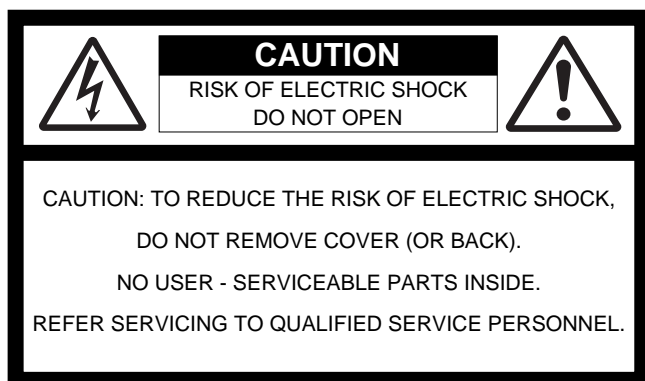 CAUTION
RISK OF ELECTRIC SHOCK
DO NOT OPEN
CAUTION: TO REDUCE THE RISK OF ELECTRIC SHOCK,
DO NOT REMOVE COVER (OR BACK).
NO USER - SERVICEABLE PARTS INSIDE.
REFER SERVICING TO QUALIFIED SERVICE PERSONNEL.